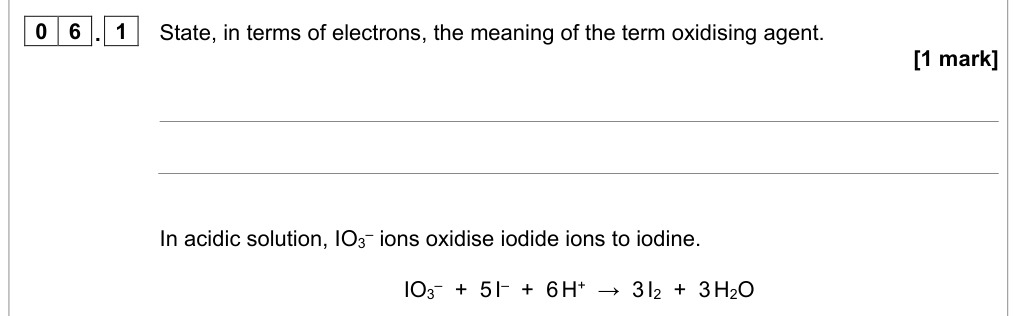 0 6 . 1 State, in terms of electrons, the meaning of the term oxidising agent.
[1 mark]
In acidic solution, IO₃⁻ ions oxidise iodide ions to iodine.
IO₃⁻ + 5 I⁻ + 6 H⁺ → 3 I₂ + 3 H₂O